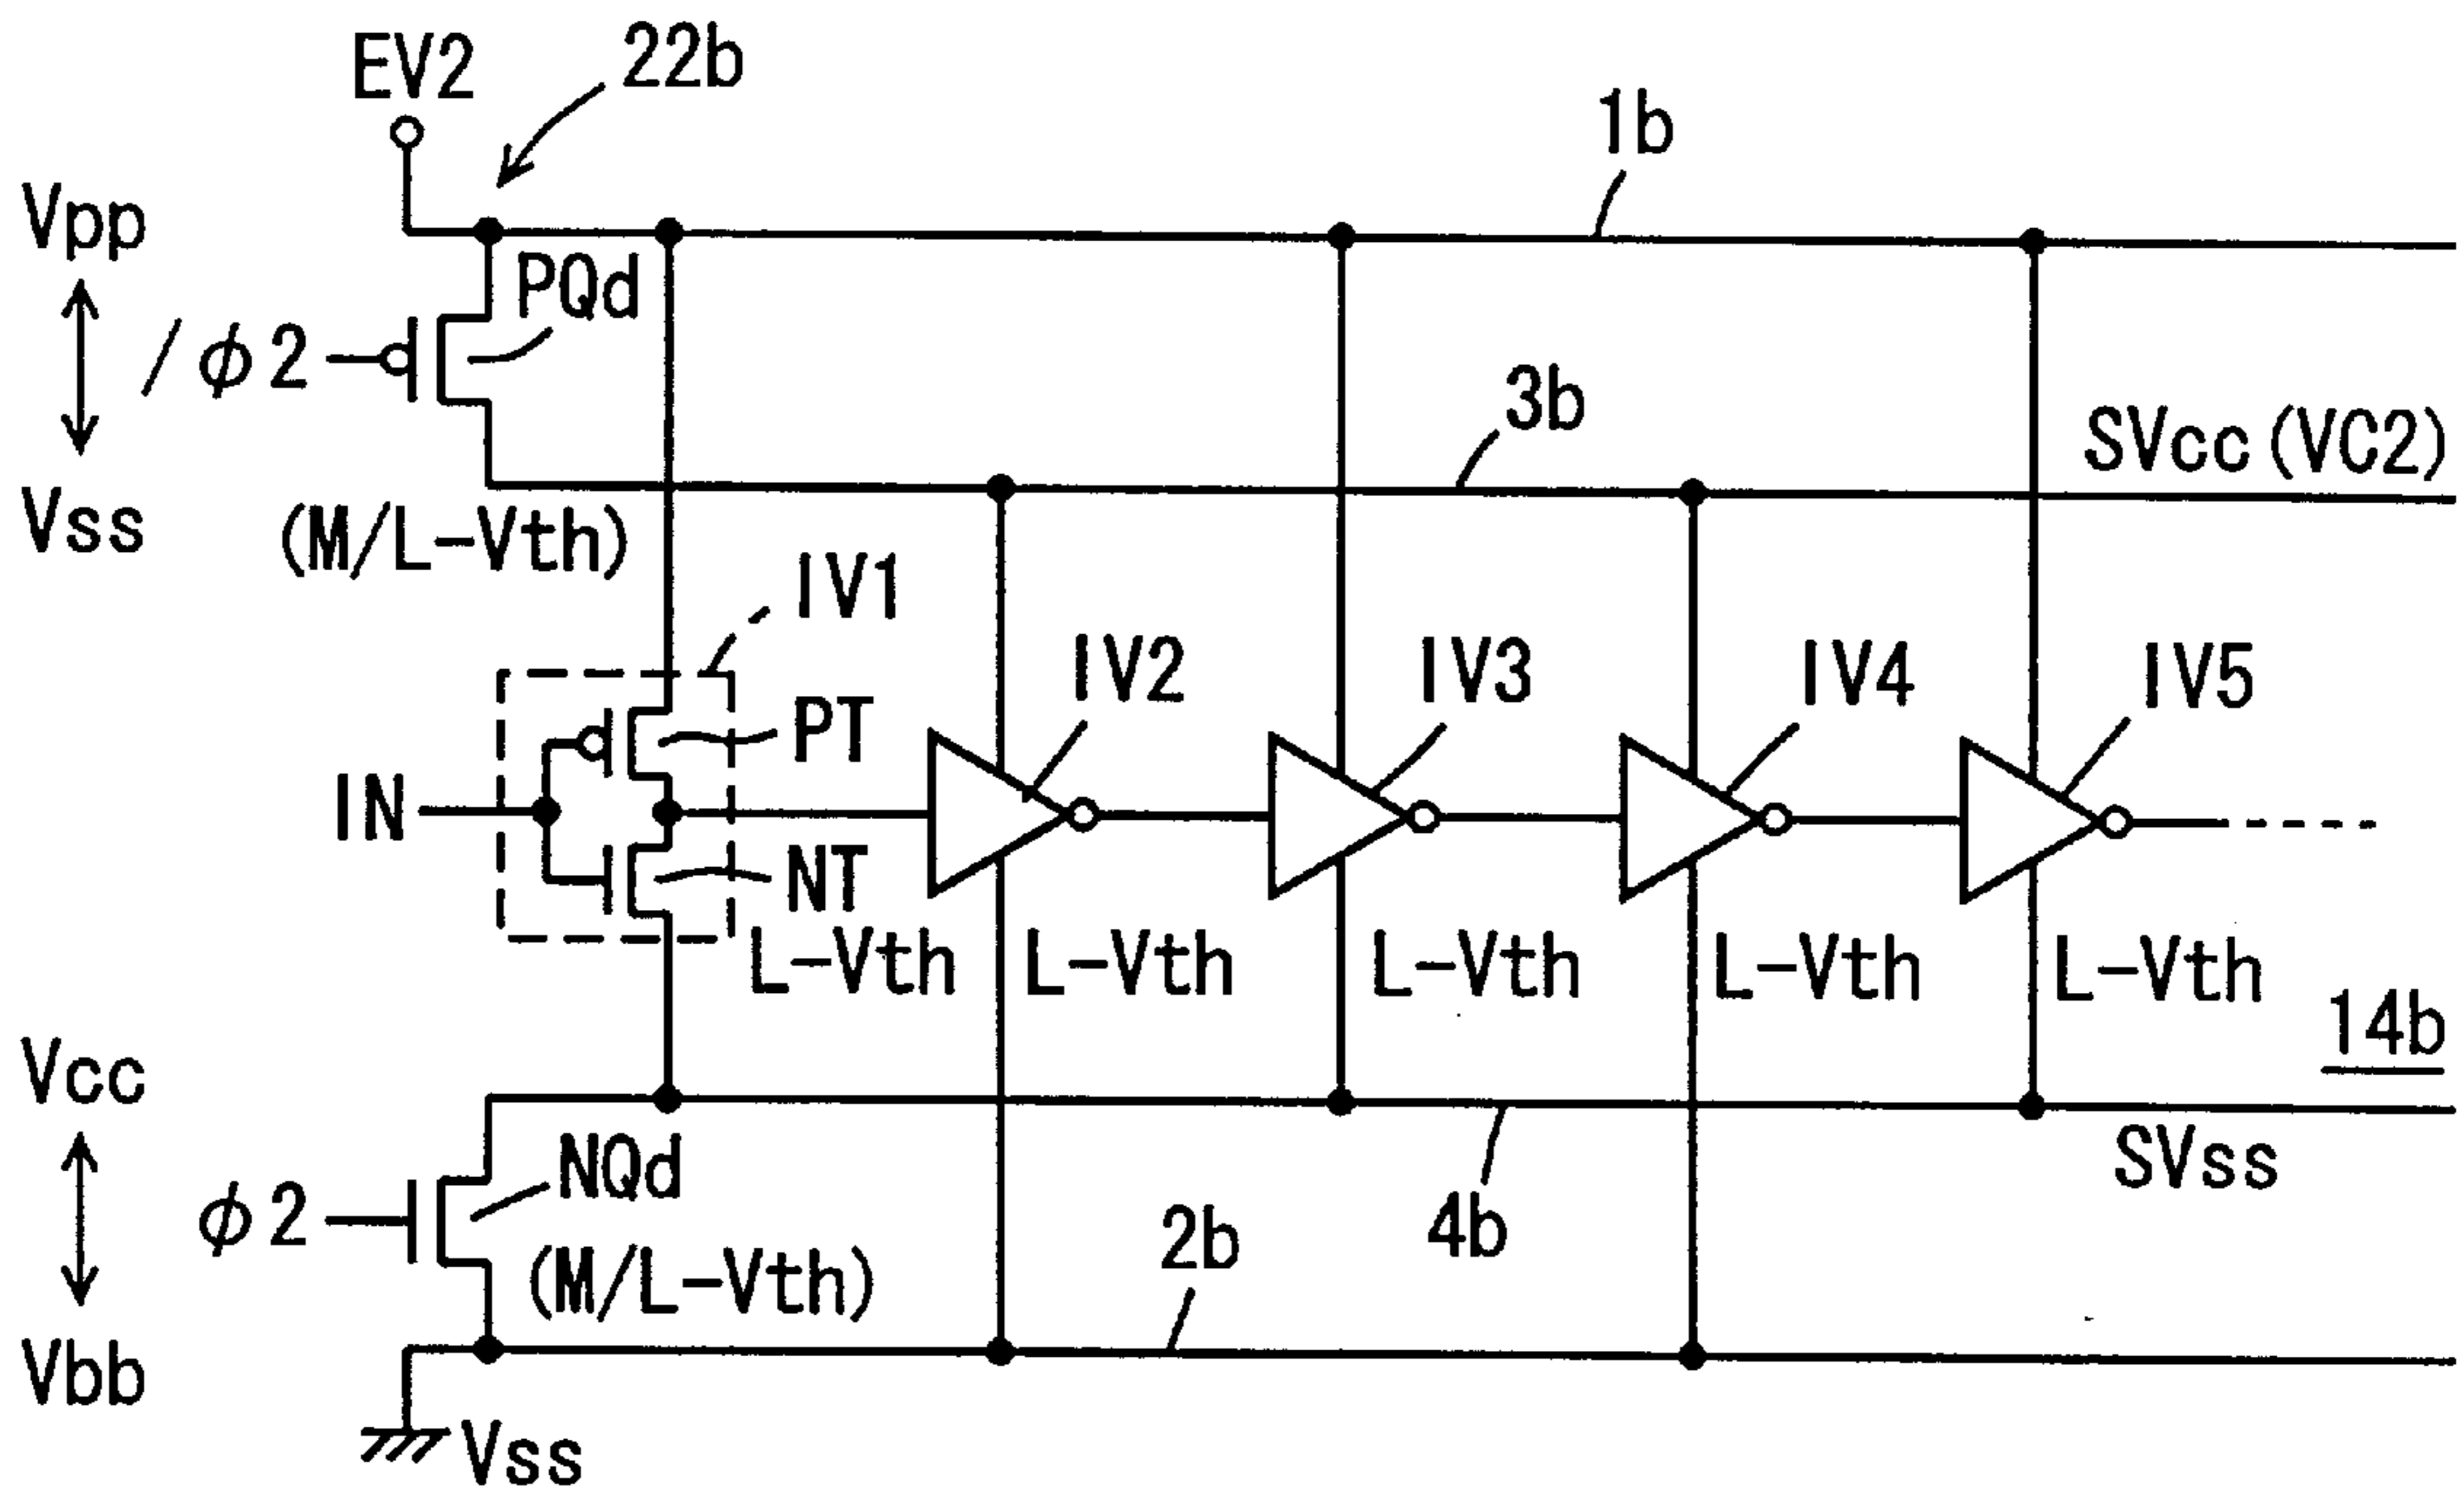 EV2
22b
1b
Vpp
PQd
/φ2
3b
SVcc (VC2)
Vss
(M/L-Vth)
IV1
IV2
IV3
IV4
IV5
PT
IN
NT
L-Vth
L-Vth
L-Vth
L-Vth
L-Vth
14b
Vcc
NQd
SVss
φ2
2b
4b
(M/L-Vth)
Vbb
Vss